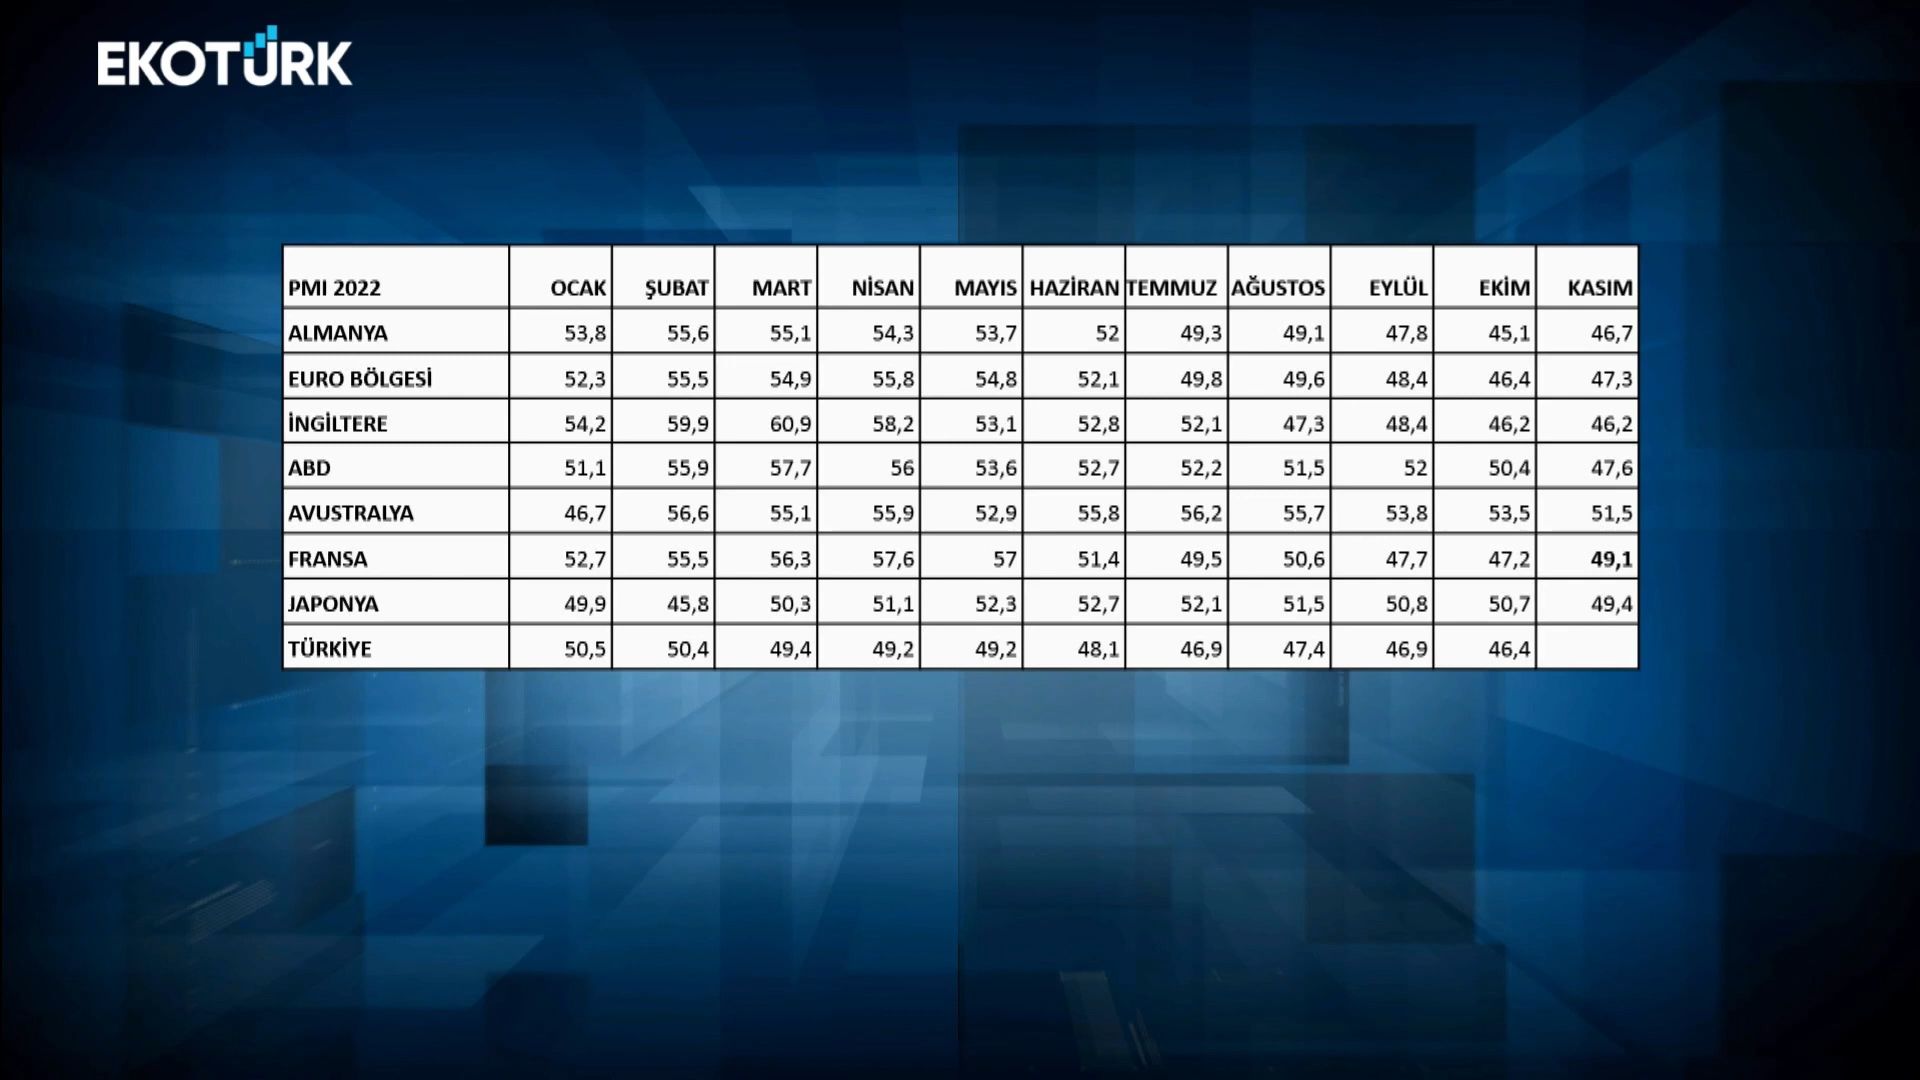 EKOTÜRK
PMI 2022 OCAK ŞUBAT MART NİSAN MAYIS HAZİRAN TEMMUZ AĞUSTOS EYLÜL EKİM KASIM
ALMANYA 53,8 55,6 55,1 54,3 53,7 52 49,3 49,1 47,8 45,1 46,7
EURO BÖLGESİ 52,3 55,5 54,9 55,8 54,8 52,1 49,8 49,6 48,4 46,4 47,3
İNGİLTERE 54,2 59,9 60,9 58,2 53,1 52,8 52,1 47,3 48,4 46,2 46,2
ABD 51,1 55,9 57,7 56 53,6 52,7 52,2 51,5 52 50,4 47,6
AVUSTRALYA 46,7 56,6 55,1 55,9 52,9 55,8 56,2 55,7 53,8 53,5 51,5
FRANSA 52,7 55,5 56,3 57,6 57 51,4 49,5 50,6 47,7 47,2 49,1
JAPONYA 49,9 45,8 50,3 51,1 52,3 52,7 52,1 51,5 50,8 50,7 49,4
TÜRKİYE 50,5 50,4 49,4 49,2 49,2 48,1 46,9 47,4 46,9 46,4